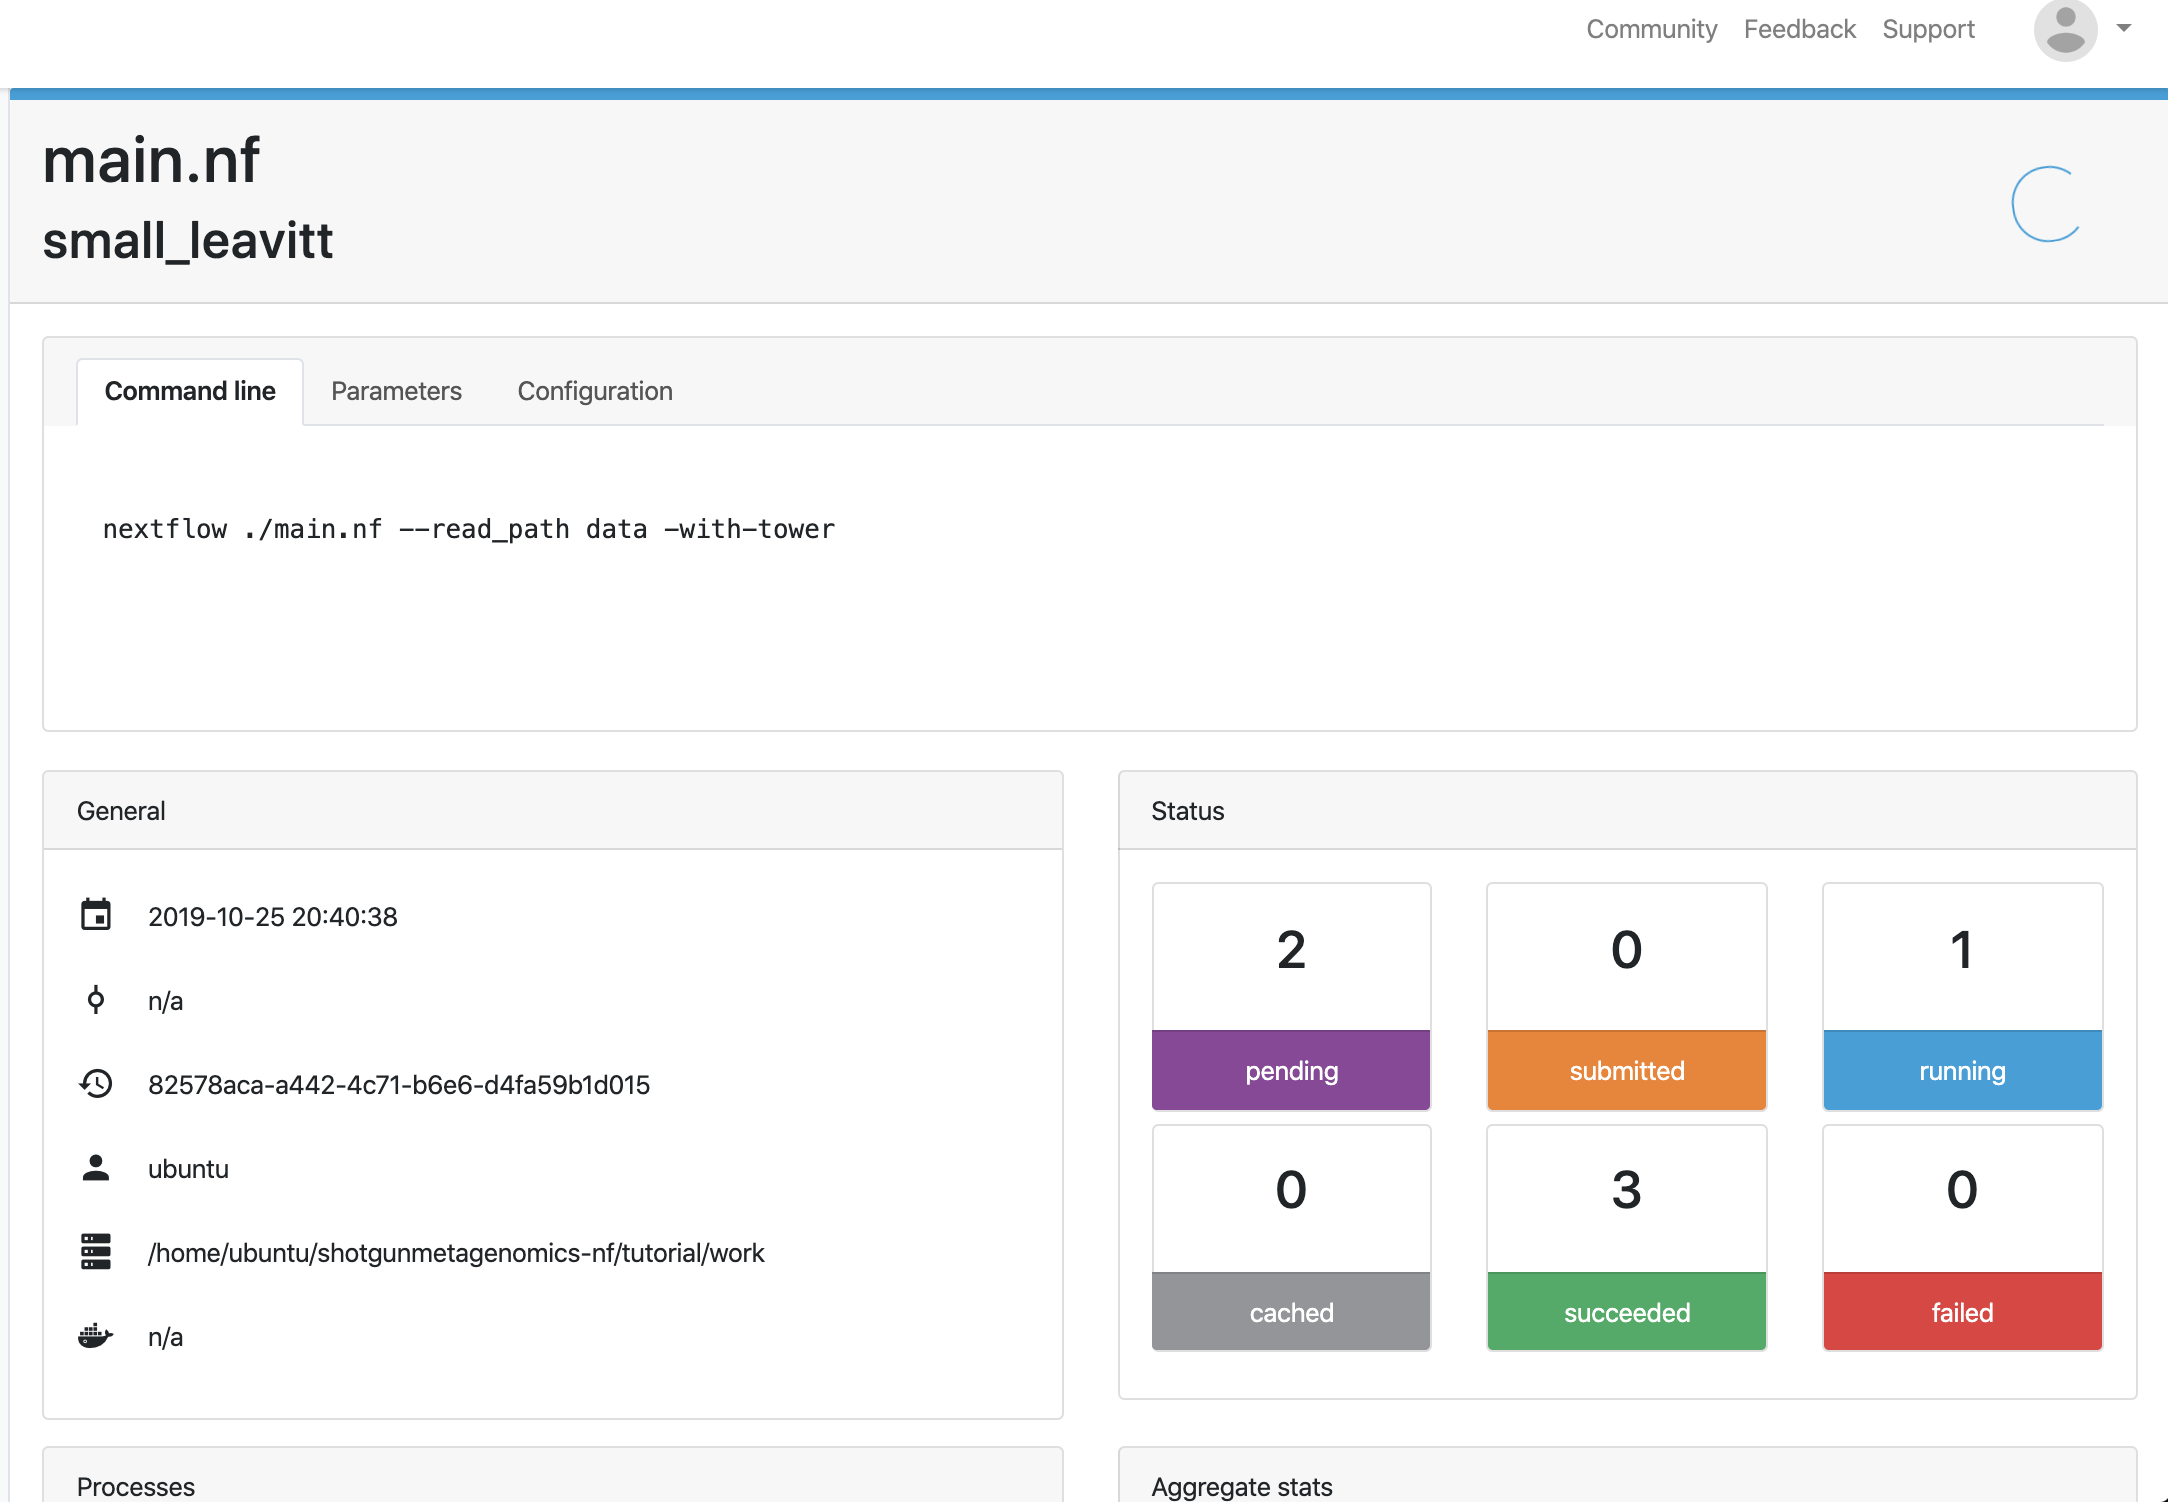 Community Feedback Support
main.nf
small_leavitt
Command line Parameters Configuration
nextflow ./main.nf --read_path data -with-tower
General
2019-10-25 20:40:38
n/a
82578aca-a442-4c71-b6e6-d4fa59b1d015
ubuntu
/home/ubuntu/shotgunmetagenomics-nf/tutorial/work
n/a
Status
2 0 1
pending submitted running
0 3 0
cached succeeded failed
Processes
Aggregate stats